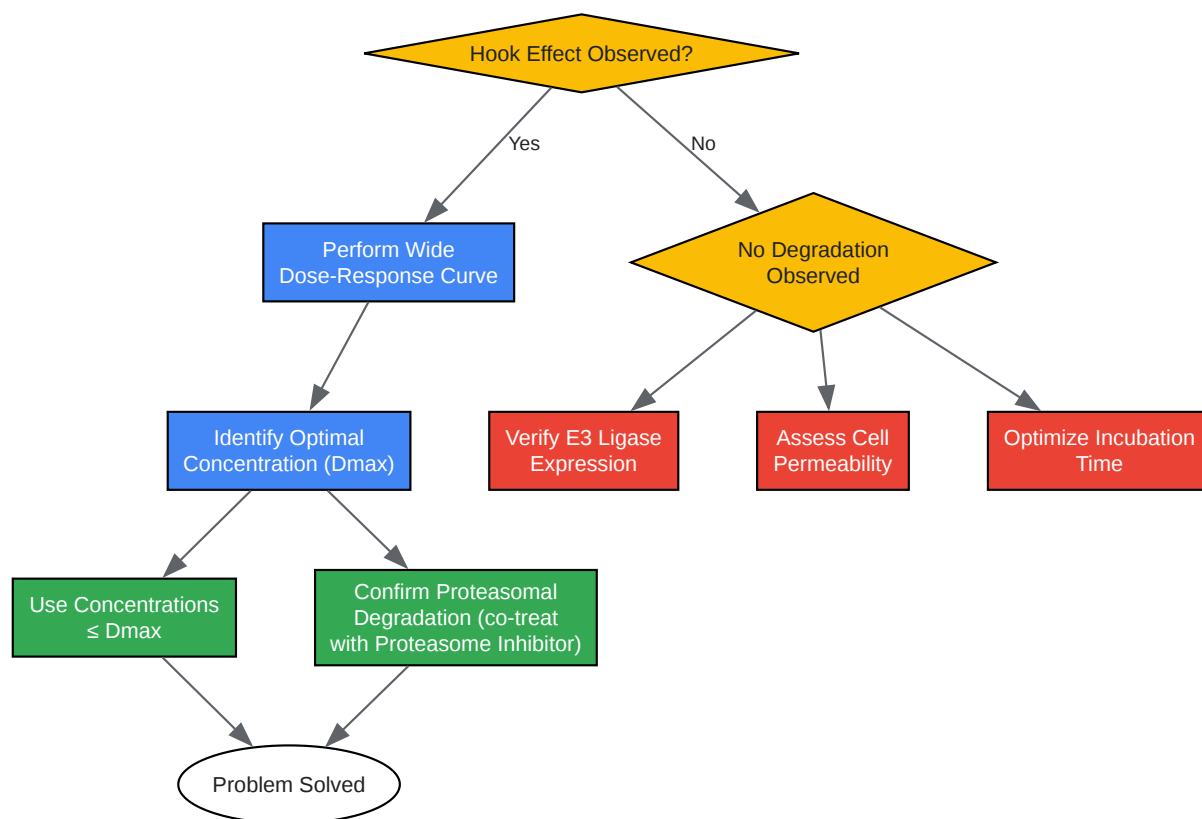 Hook Effect Observed?
Yes
No
Perform Wide
Dose-Response Curve
No Degradation
Observed
Identify Optimal
Concentration (Dmax)
Verify E3 Ligase
Expression
Assess Cell
Permeability
Optimize Incubation
Time
Use Concentrations
≤ Dmax
Confirm Proteasomal
Degradation (co-treat
with Proteasome Inhibitor)
Problem Solved